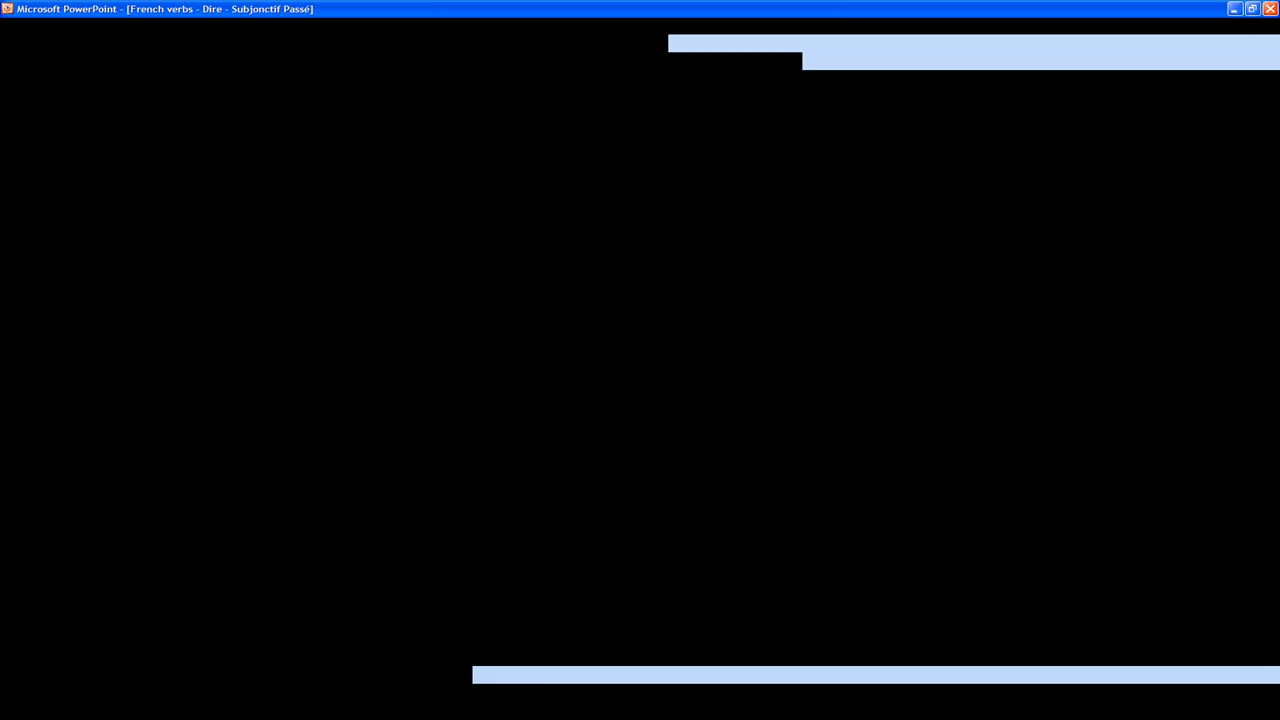 Microsoft PowerPoint - [French verbs - Dire - Subjonctif Passé]